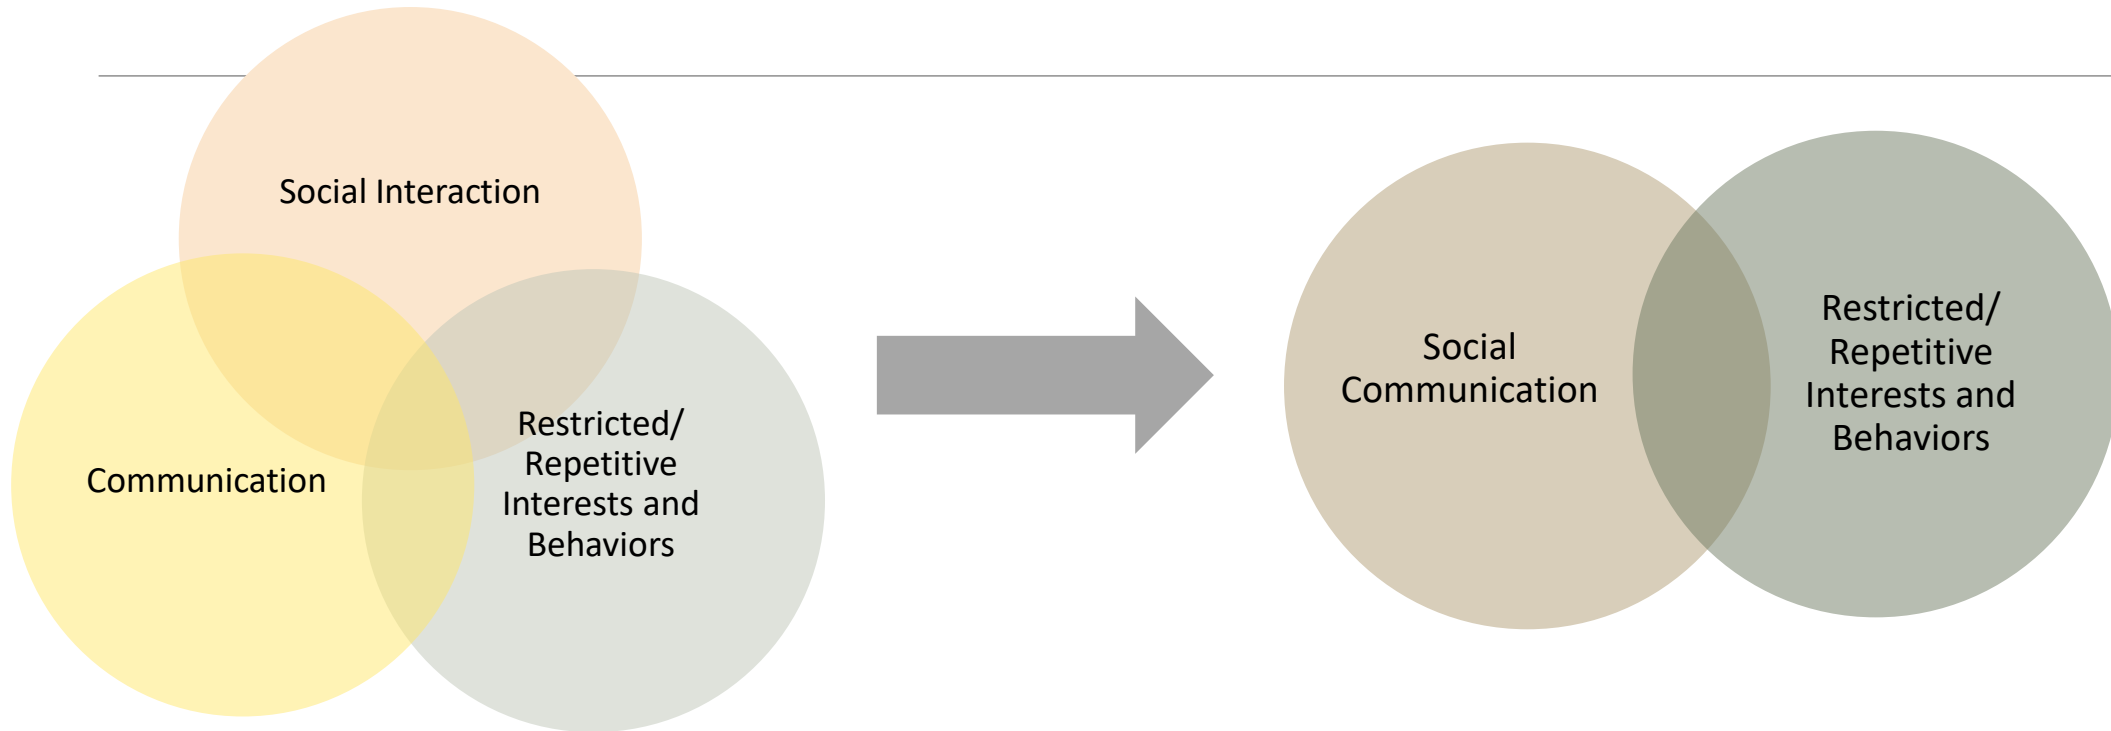 Social Interaction
Communication
Restricted/
Repetitive
Interests and
Behaviors
Social
Communication
Restricted/
Repetitive
Interests and
Behaviors